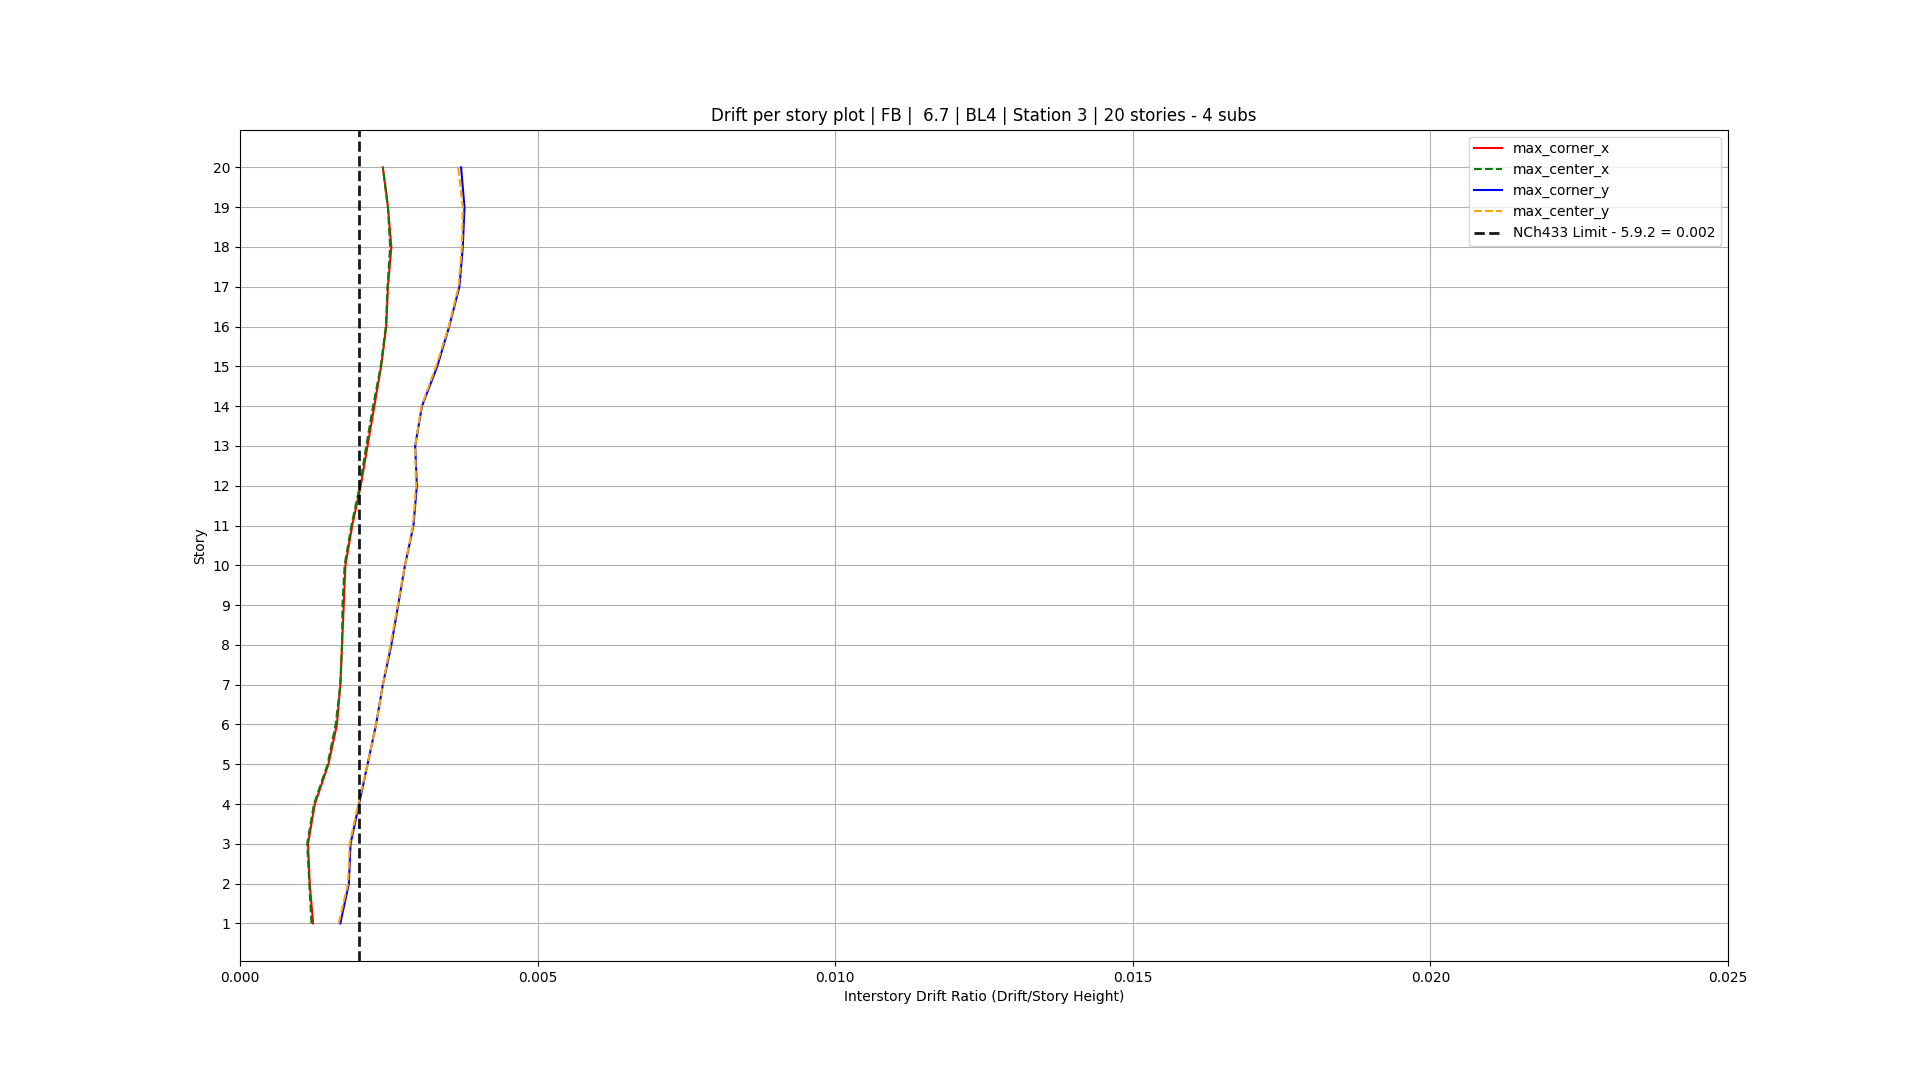 Drift per story plot | FB |  6.7 | BL4 | Station 3 | 20 stories - 4 subs
max_corner_x
max_center_x
max_corner_y
max_center_y
NCh433 Limit - 5.9.2 = 0.002
20
19
18
17
16
15
14
13
12
11
10
9
8
7
6
5
4
3
2
1
Story
0.000 0.005 0.010 0.015 0.020 0.025
Interstory Drift Ratio (Drift/Story Height)